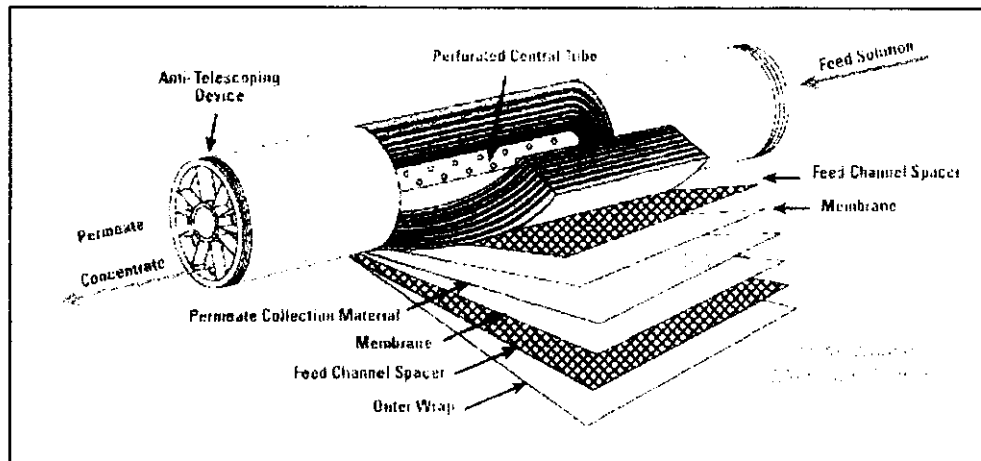 Perforated Central Tube
Feed Solution
Anti-Telescoping
Device
Feed Channel Spacer
Membrane
Permeate
Concentrate
Permeate Collection Material
Membrane
Feed Channel Spacer
Outer Wrap